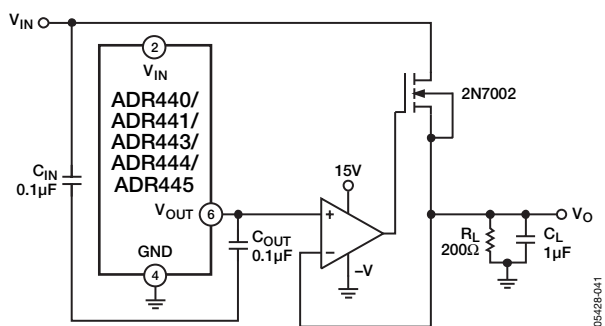 VIN
2
VIN
ADR440/
ADR441/
ADR443/
ADR444/
ADR445
2N7002
CIN
0.1µF
15V
VOUT
6
+
VO
COUT
0.1µF
–
RL
200Ω
CL
1µF
GND
4
–V
05428-041